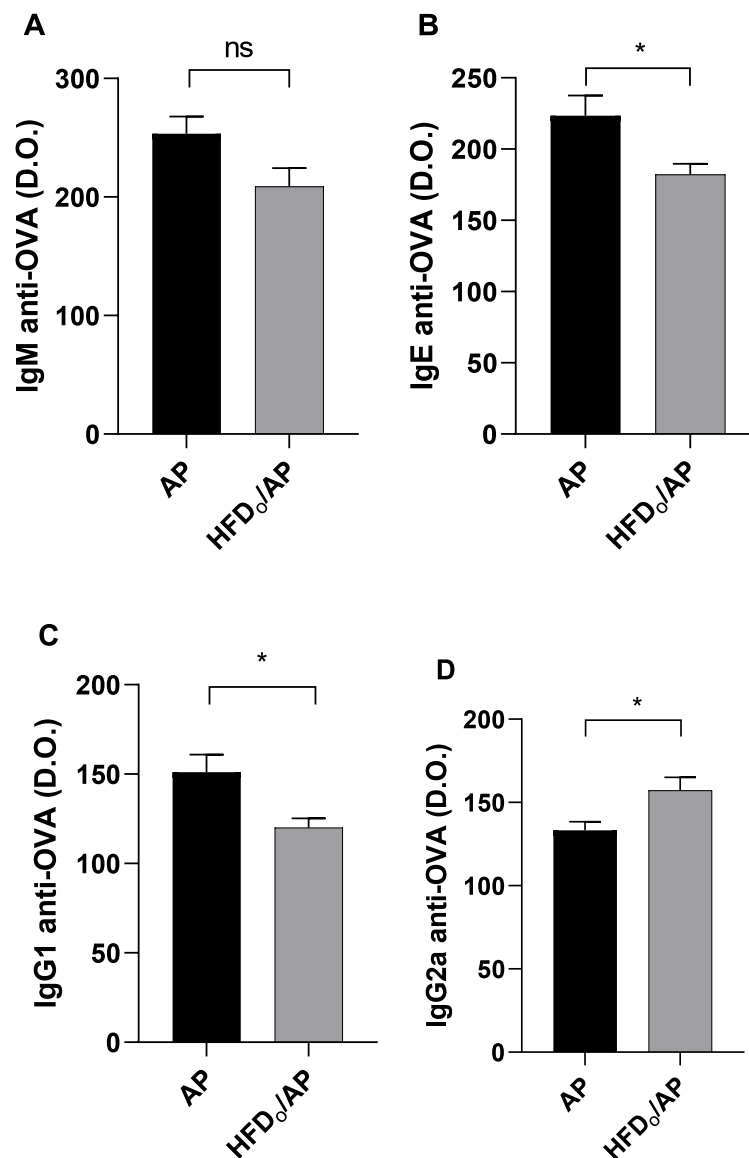 A
ns
IgM anti-OVA (D.O.)
300
200
100
0
AP
HFDₒ/AP
B
*
IgE anti-OVA (D.O.)
250
200
150
100
50
0
AP
HFDₒ/AP
C
*
IgG1 anti-OVA (D.O.)
200
150
100
50
0
AP
HFDₒ/AP
D
*
IgG2a anti-OVA (D.O.)
200
150
100
50
0
AP
HFDₒ/AP